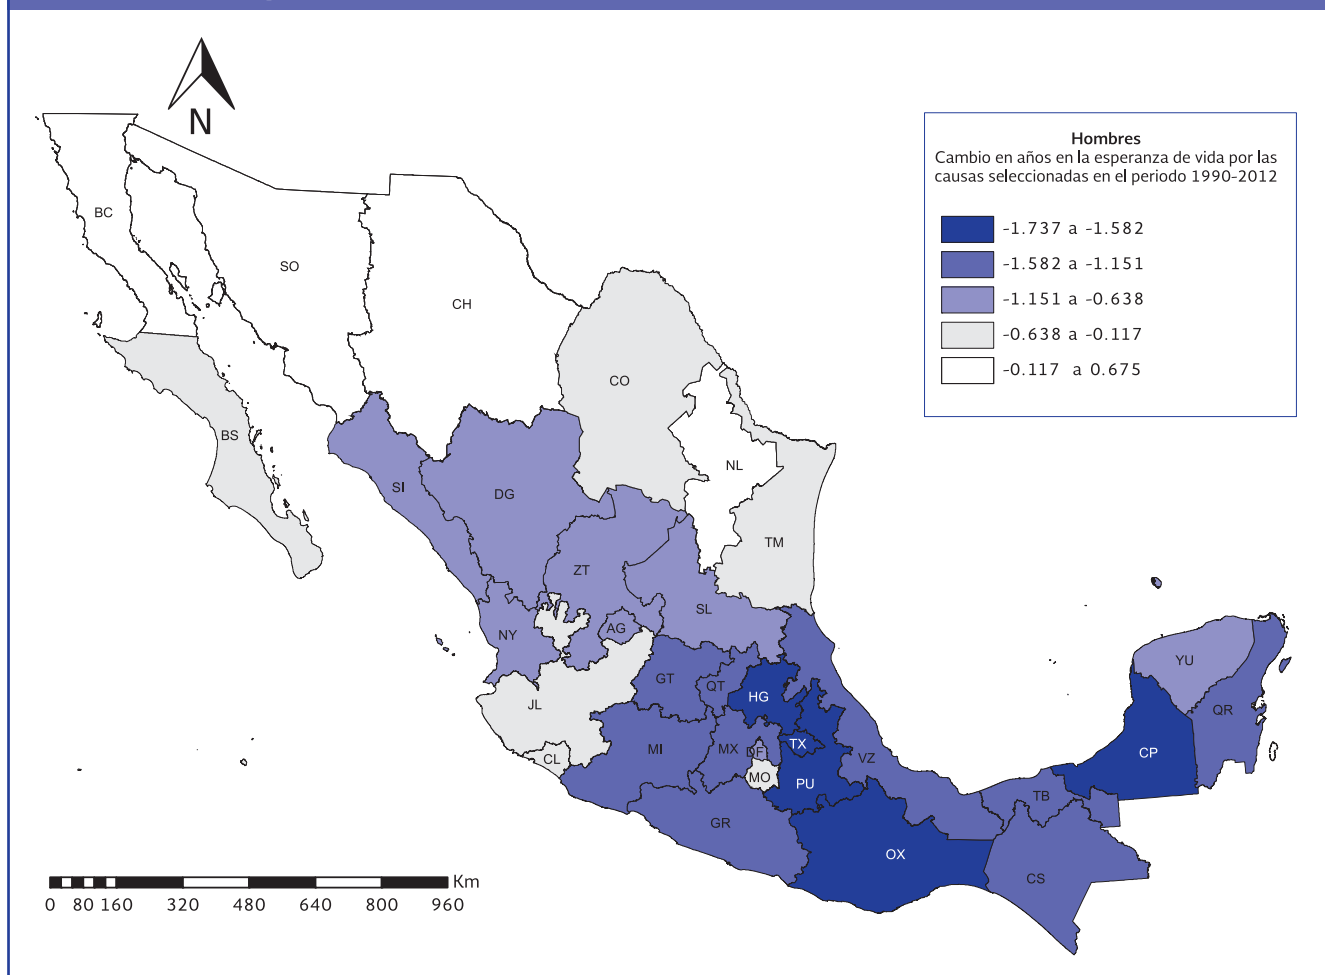 N
Hombres
Cambio en años en la esperanza de vida por las
causas seleccionadas en el periodo 1990-2012
-1.737 a -1.582
-1.582 a -1.151
-1.151 a -0.638
-0.638 a -0.117
-0.117 a 0.675
BC
SO
CH
CO
BS
NL
SI
DG
TM
ZT
SL
NY
AG
YU
GT
QT
HG
JL
QR
MI
MX
DF
TX
VZ
CP
CL
MO
PU
TB
GR
OX
CS
Km
0 80 160 320 480 640 800 960